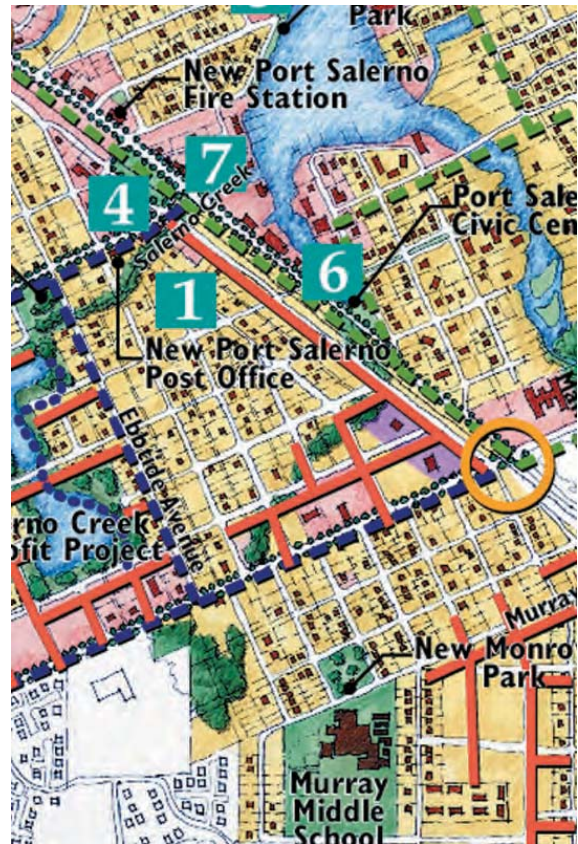 Park
New Port Salerno
Fire Station
7
4
Salerno Creek
Port Sale
Civic Cen
6
1
New Port Salerno
Post Office
Ebbtide Avenue
Ma
rno Creek
ofit Project
Murray
New Monro
Park
Murray
Middle
School